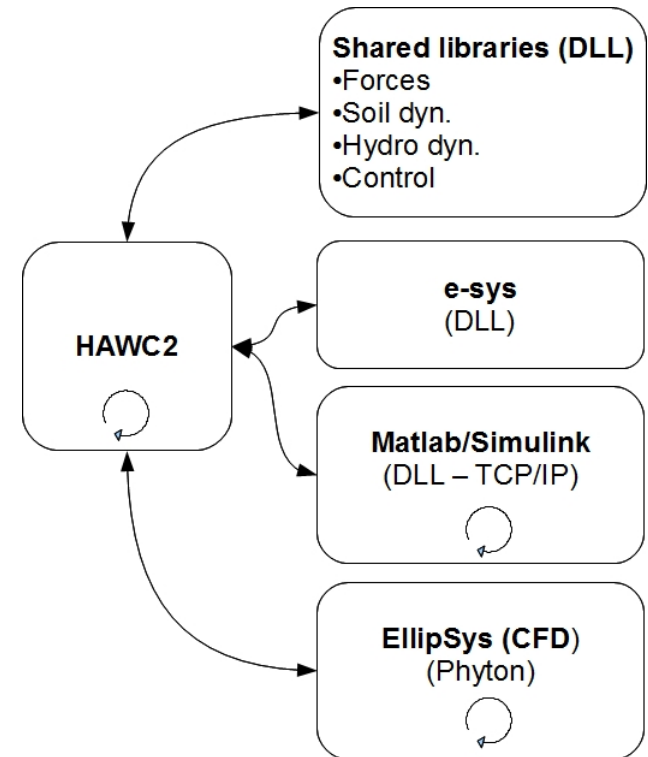 Shared libraries (DLL)
•Forces
•Soil dyn.
•Hydro dyn.
•Control
HAWC2
e-sys
(DLL)
Matlab/Simulink
(DLL – TCP/IP)
EllipSys (CFD)
(Phyton)